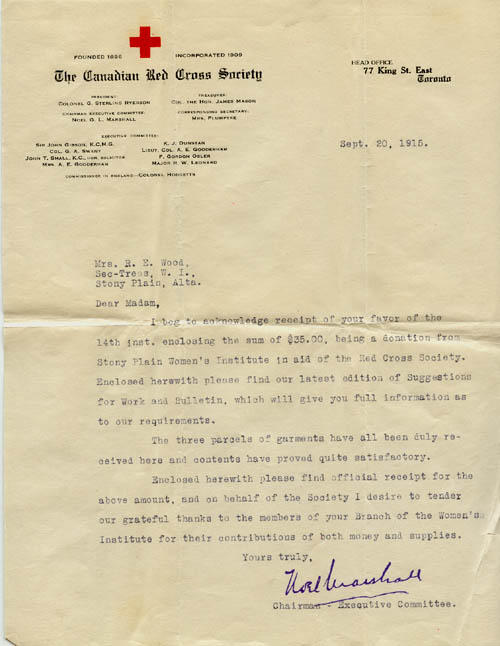 FOUNDED 1896 INCORPORATED 1909
The Canadian Red Cross Society
HEAD OFFICE
77 King St. East
Toronto
PRESIDENT:
COLONEL G. STERLING RYERSON
CHAIRMAN EXECUTIVE COMMITTEE:
NOEL G. L. MARSHALL
TREASURER:
COL. THE HON. JAMES MASON
CORRESPONDING SECRETARY:
MRS. PLUMPTRE
EXECUTIVE COMMITTEE:
SIR JOHN GIBSON, K.C.M.G.
COL. G. A. SWENY
JOHN T. SMALL, K.C., HON. SOLICITOR
MRS. A. E. GOODERHAM
K. J. DUNSTAN
LIEUT. COL. A. E. GOODERHAM
F. GORDON OSLER
MAJOR R. W. LEONARD
COMMISSIONER IN ENGLAND—COLONEL HODGETTS
Sept. 20, 1915.
Mrs. R. E. Wood,
Sec-Treas, W. I.,
Stony Plain, Alta.
Dear Madam,
I beg to acknowledge receipt of your favor of the
14th inst. enclosing the sum of $35.00, being a donation from
Stony Plain Women's Institute in aid of the Red Cross Society.
Enclosed herewith please find our latest edition of Suggestions
for Work and Bulletin, which will give you full information as
to our requirements.
The three parcels of garments have all been duly re-
ceived here and contents have proved quite satisfactory.
Enclosed herewith please find official receipt for the
above amount, and on behalf of the Society I desire to tender
our grateful thanks to the members of your Branch of the Women's
Institute for their contributions of both money and supplies.
Yours truly,
Noel Marshall
Chairman - Executive Committee.